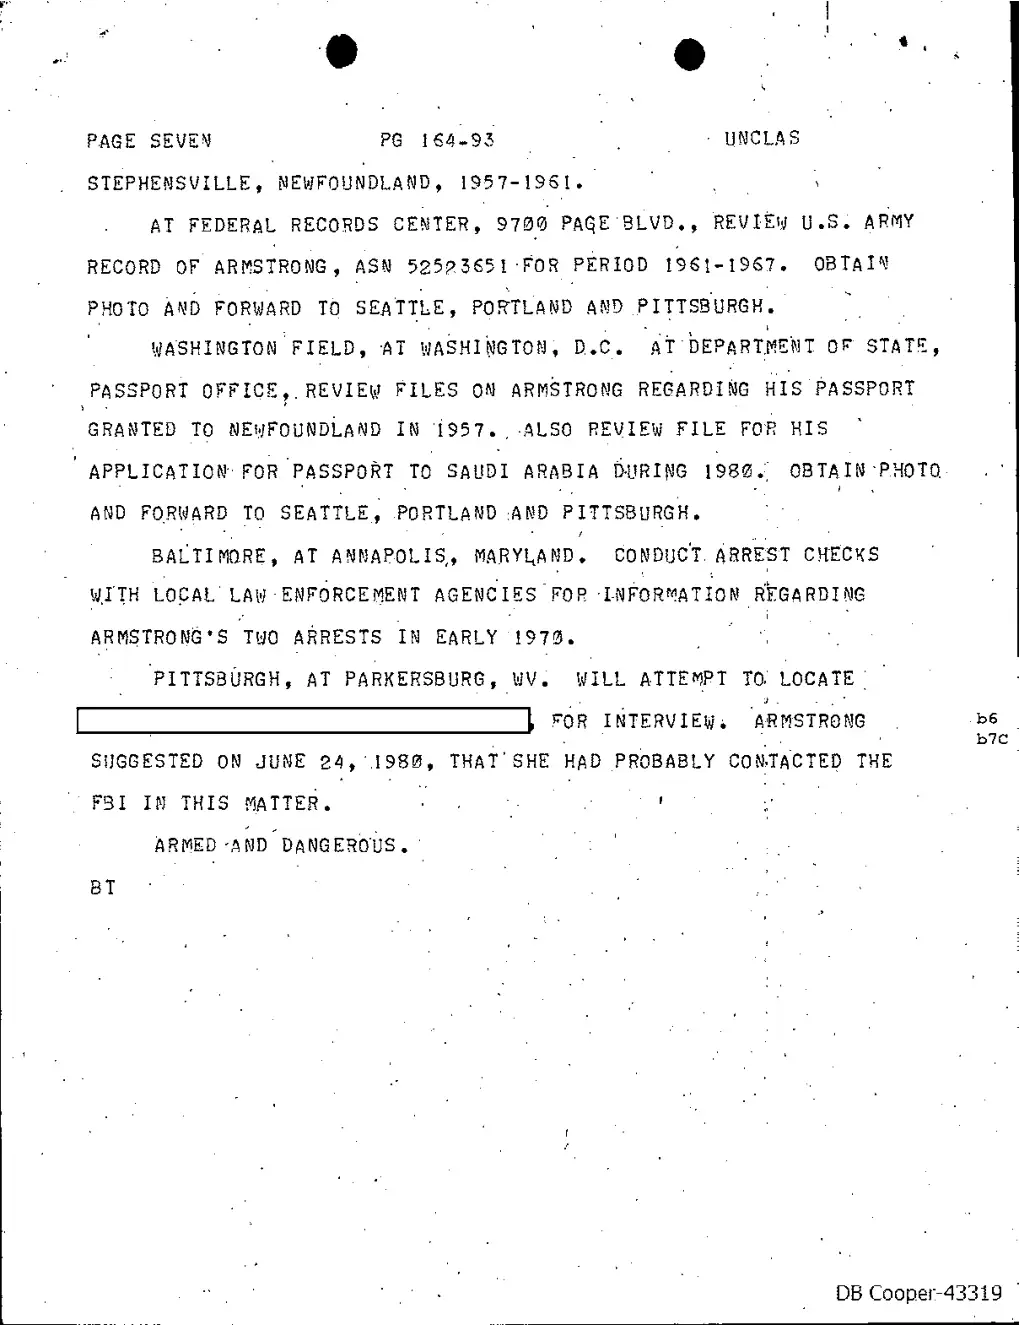 PAGE SEVEN PG 164-93 UNCLAS
STEPHENSVILLE, NEWFOUNDLAND, 1957-1961.
AT FEDERAL RECORDS CENTER, 9700 PAGE BLVD., REVIEW U.S. ARMY
RECORD OF ARMSTRONG, ASN 52523651 FOR PERIOD 1961-1967. OBTAIN
PHOTO AND FORWARD TO SEATTLE, PORTLAND AND PITTSBURGH.
WASHINGTON FIELD, AT WASHINGTON, D.C. AT DEPARTMENT OF STATE,
PASSPORT OFFICE, REVIEW FILES ON ARMSTRONG REGARDING HIS PASSPORT
GRANTED TO NEWFOUNDLAND IN 1957. ALSO REVIEW FILE FOR HIS
APPLICATION FOR PASSPORT TO SAUDI ARABIA DURING 1980. OBTAIN PHOTO
AND FORWARD TO SEATTLE, PORTLAND AND PITTSBURGH.
BALTIMORE, AT ANNAPOLIS, MARYLAND. CONDUCT ARREST CHECKS
WITH LOCAL LAW ENFORCEMENT AGENCIES FOR INFORMATION REGARDING
ARMSTRONG'S TWO ARRESTS IN EARLY 1970.
PITTSBURGH, AT PARKERSBURG, WV. WILL ATTEMPT TO LOCATE
, FOR INTERVIEW. ARMSTRONG b6
b7C
SUGGESTED ON JUNE 24, 1980, THAT SHE HAD PROBABLY CONTACTED THE
FBI IN THIS MATTER.
ARMED AND DANGEROUS.
BT
DB Cooper-43319